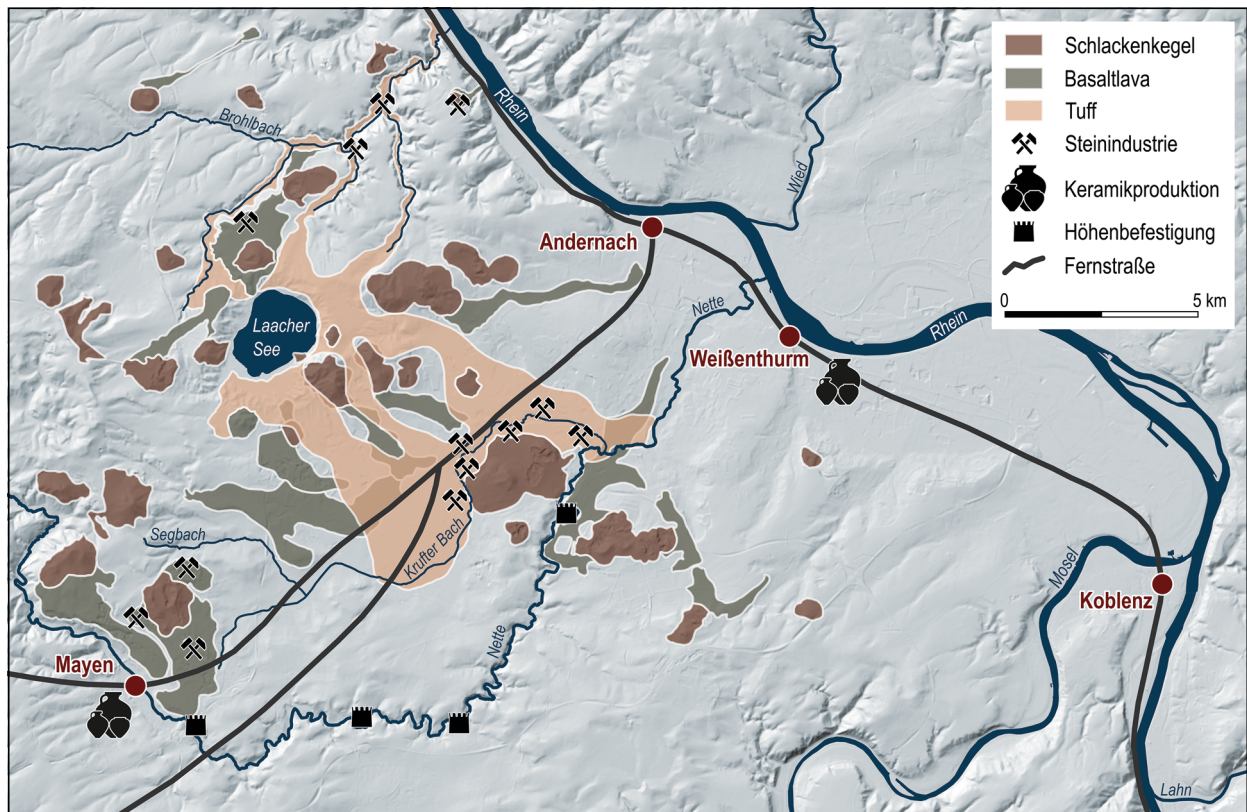 Schlackenkegel
Basaltlava
Tuff
Steinindustrie
Keramikproduktion
Höhenbefestigung
Fernstraße
0
5 km
Rhein
Brohlbach
Wied
Andernach
Nette
Rhein
Laacher
See
Weißenthurm
Segbach
Krufter Bach
Mosel
Koblenz
Nette
Mayen
Lahn